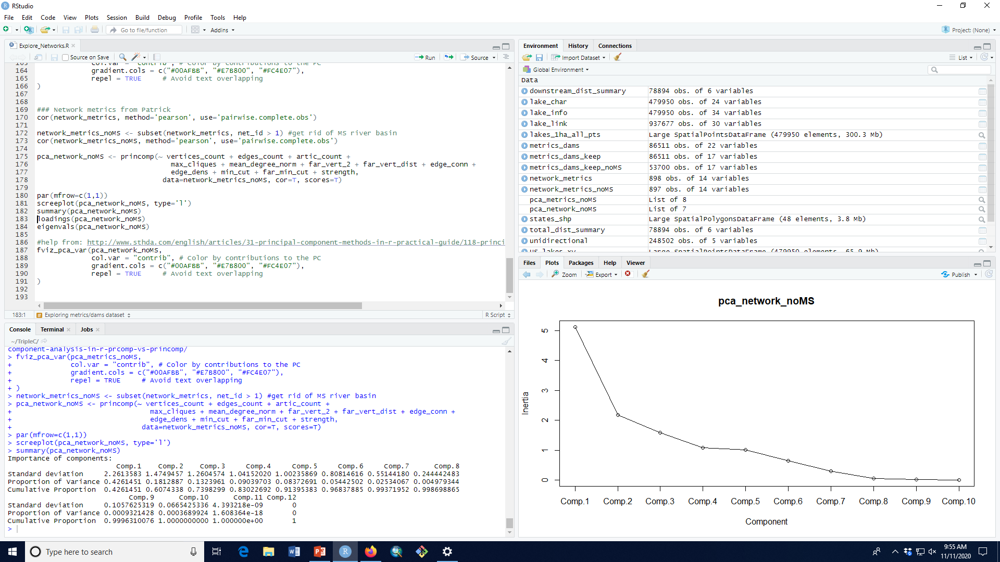 RStudio
File Edit Code View Plots Session Build Debug Profile Tools Help
Go to file/function Addins Project: (None)
Explore_Networks.R
Source on Save Run Source
163 col.var = "contrib", # Color by contributions to the PC
164 gradient.cols = c("#00AFBB", "#E7B800", "#FC4E07"),
165 repel = TRUE # Avoid text overlapping
166 )
167
168
169 ### Network metrics from Patrick
170 cor(network_metrics, method='pearson', use='pairwise.complete.obs')
171
172 network_metrics_noMS <- subset(network_metrics, net_id > 1) #get rid of MS river basin
173 cor(network_metrics_noMS, method='pearson', use='pairwise.complete.obs')
174
175 pca_network_noMS <- princomp(~ vertices_count + edges_count + artic_count +
176 max_cliques + mean_degree_norm + far_vert_2 + far_vert_dist + edge_conn +
177 edge_dens + min_cut + far_min_cut + strength,
178 data=network_metrics_noMS, cor=T, scores=T)
179
180 par(mfrow=c(1,1))
181 screeplot(pca_network_noMS, type='l')
182 summary(pca_network_noMS)
183 loadings(pca_network_noMS)
184 eigenvals(pca_network_noMS)
185
186 #help from: http://www.sthda.com/english/articles/31-principal-component-methods-in-r-practical-guide/118-princi
187 fviz_pca_var(pca_network_noMS,
188 col.var = "contrib", # Color by contributions to the PC
189 gradient.cols = c("#00AFBB", "#E7B800", "#FC4E07"),
190 repel = TRUE # Avoid text overlapping
191 )
192
193
183:1 Exploring metrics/dams dataset R Script
Console Terminal Jobs
~/TripleC/
component-analysis-in-r-prcomp-vs-princomp/
> fviz_pca_var(pca_metrics_noMS,
+ col.var = "contrib", # Color by contributions to the PC
+ gradient.cols = c("#00AFBB", "#E7B800", "#FC4E07"),
+ repel = TRUE # Avoid text overlapping
+ )
> network_metrics_noMS <- subset(network_metrics, net_id > 1) #get rid of MS river basin
> pca_network_noMS <- princomp(~ vertices_count + edges_count + artic_count +
+ max_cliques + mean_degree_norm + far_vert_2 + far_vert_dist + edge_conn +
+ edge_dens + min_cut + far_min_cut + strength,
+ data=network_metrics_noMS, cor=T, scores=T)
> par(mfrow=c(1,1))
> screeplot(pca_network_noMS, type='l')
> summary(pca_network_noMS)
Importance of components:
Comp.1 Comp.2 Comp.3 Comp.4 Comp.5 Comp.6 Comp.7 Comp.8
Standard deviation 2.2613583 1.4749457 1.2604574 1.04152020 1.00235869 0.80814616 0.55144180 0.244442483
Proportion of Variance 0.4261451 0.1812887 0.1323961 0.09039703 0.08372691 0.05442502 0.02534067 0.004979344
Cumulative Proportion 0.4261451 0.6074338 0.7398299 0.83022692 0.91395383 0.96837885 0.99371952 0.998698865
Comp.9 Comp.10 Comp.11 Comp.12
Standard deviation 0.1057625319 0.0665425336 4.393218e-09 0
Proportion of Variance 0.0009321428 0.0003689924 1.608364e-18 0
Cumulative Proportion 0.9996310076 1.0000000000 1.000000e+00 1
>
Environment History Connections
Import Dataset List
Global Environment
Data
downstream_dist_summary 78894 obs. of 6 variables
lake_char 479950 obs. of 24 variables
lake_info 479950 obs. of 34 variables
lake_link 937677 obs. of 30 variables
lakes_1ha_all_pts Large SpatialPointsDataFrame (479950 elements, 300.3 Mb)
metrics_dams 86511 obs. of 22 variables
metrics_dams_keep 86511 obs. of 17 variables
metrics_dams_keep_noMS 53700 obs. of 17 variables
network_metrics 898 obs. of 14 variables
network_metrics_noMS 897 obs. of 14 variables
pca_metrics_noMS List of 8
pca_network_noMS List of 7
states_shp Large SpatialPolygonsDataFrame (48 elements, 3.8 Mb)
total_dist_summary 78894 obs. of 6 variables
unidirectional 248502 obs. of 5 variables
US_lakes_xy Large SpatialPointsDataFrame (479950 elements, 65.9 Mb)
Files Plots Packages Help Viewer
Zoom Export Publish
pca_network_noMS
5
4
3
2
1
0
Inertia
Comp.1 Comp.2 Comp.3 Comp.4 Comp.5 Comp.6 Comp.7 Comp.8 Comp.9 Comp.10
Component
Type here to search
9:55 AM
11/11/2020